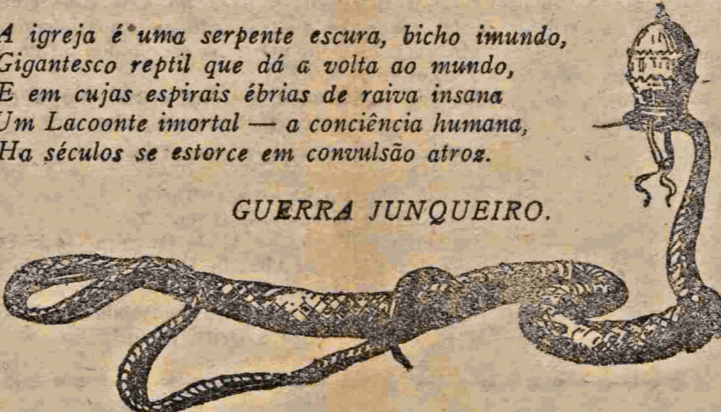 A igreja é uma serpente escura, bicho imundo,
Gigantesco reptil que dá a volta ao mundo,
E em cujas espirais ébrias de raiva insana
Um Lacoonte imortal — a conciência humana,
Ha séculos se estorce em convulsão atroz.
GUERRA JUNQUEIRO.